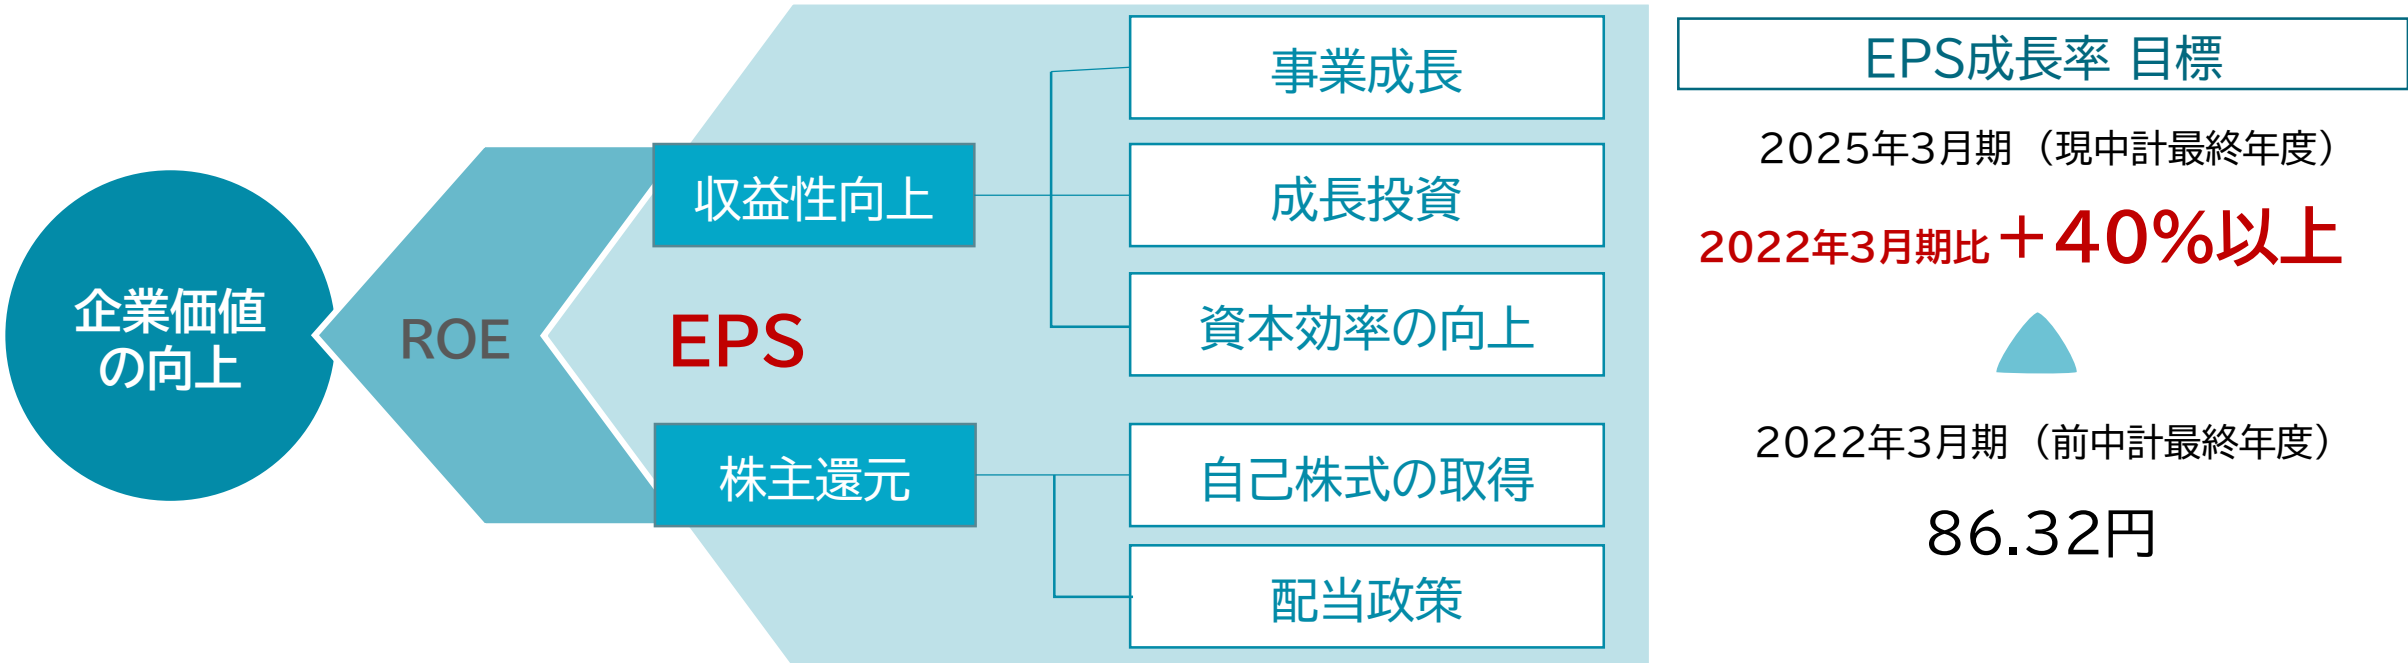 企業価値
の向上
ROE
EPS
収益性向上
事業成長
成長投資
資本効率の向上
株主還元
自己株式の取得
配当政策
EPS成長率 目標
2025年3月期（現中計最終年度）
2022年3月期比＋40%以上
2022年3月期（前中計最終年度）
86.32円